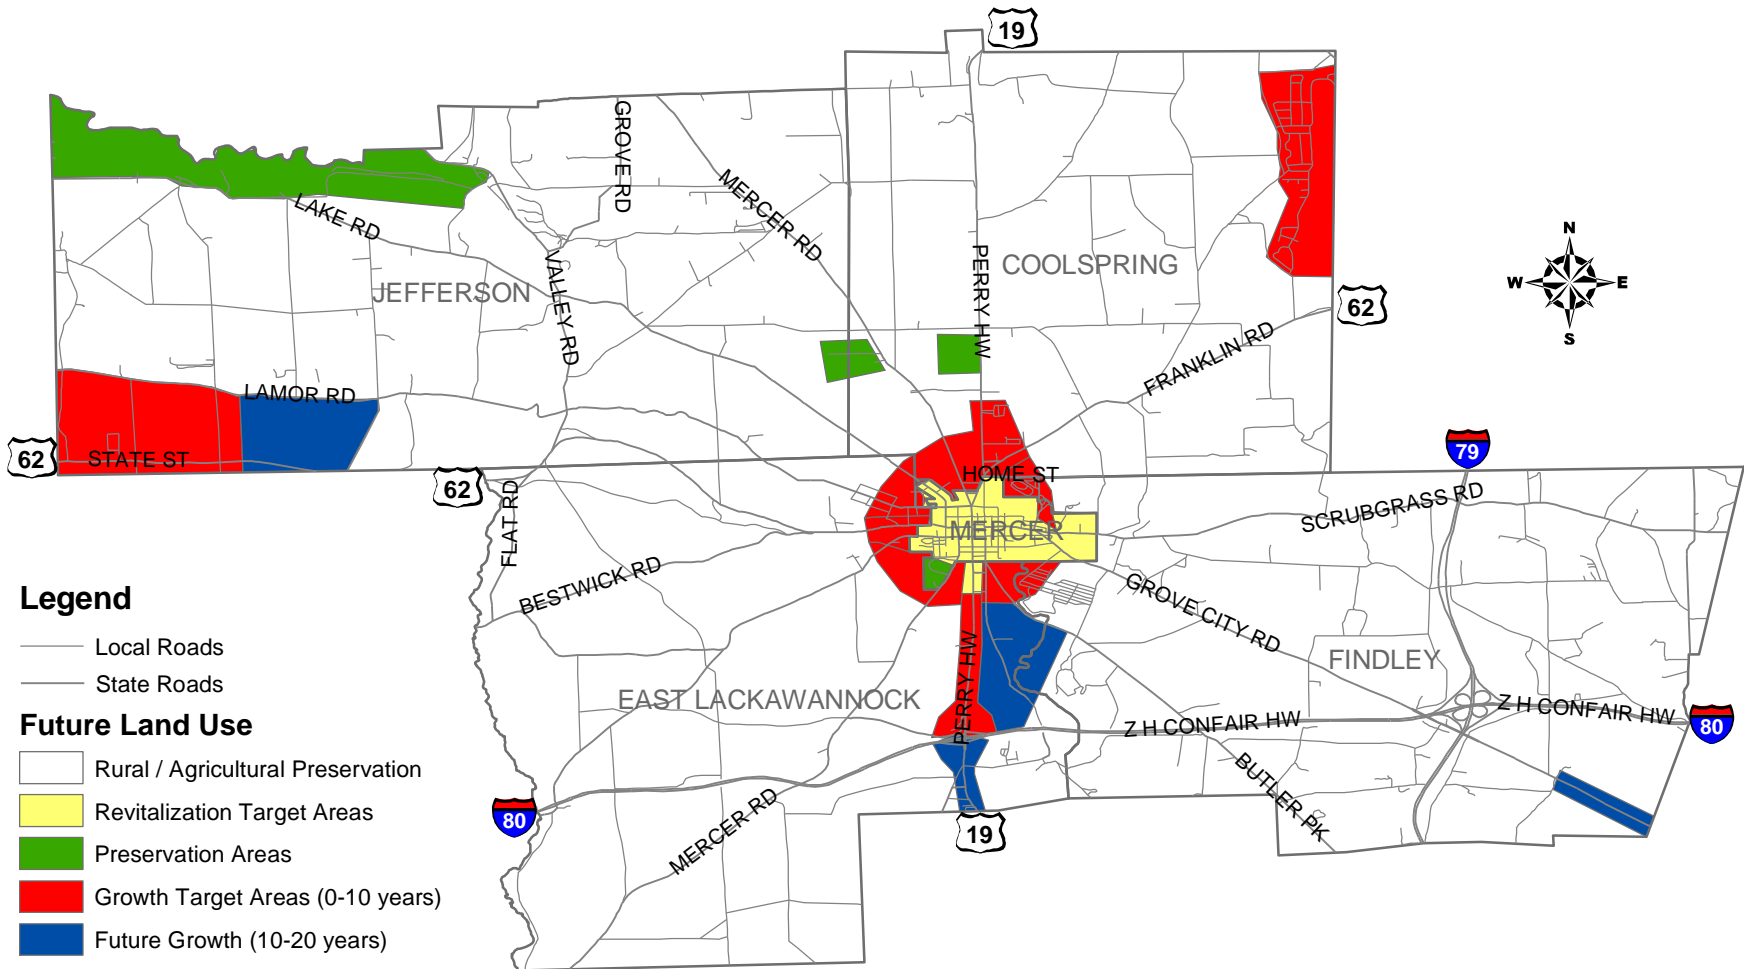 19
GROVE RD
MERCER RD
LAKE RD
N
W E
S
PERRY HW
COOLSPRING
VALLEY RD
JEFFERSON
62
FRANKLIN RD
LAMOR RD
62
STATE ST
62
HOME ST
79
FLAT RD
MERCER
SCRUBGRASS RD
BESTWICK RD
GROVE CITY RD
FINDLEY
EAST LACKAWANNOCK
PERRY HW
Z H CONFAIR HW
Z H CONFAIR HW
80
80
MERCER RD
19
BUTLER PK
Legend
Local Roads
State Roads
Future Land Use
Rural / Agricultural Preservation
Revitalization Target Areas
Preservation Areas
Growth Target Areas (0-10 years)
Future Growth (10-20 years)